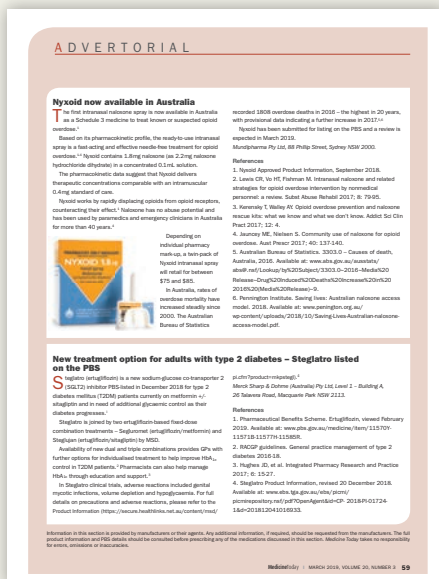 ADVERTORIAL
Nyxoid now available in Australia
The first intranasal naloxone spray is now available in Australia
as a Schedule 3 medicine to treat known or suspected opioid
overdose.¹
Based on its pharmacokinetic profile, the ready-to-use intranasal
spray is a fast-acting and effective needle-free treatment for opioid
overdose.²,³ Nyxoid contains 1.8mg naloxone (as 2.2mg naloxone
hydrochloride dihydrate) in a concentrated 0.1mL solution.
The pharmacokinetic data suggest that Nyxoid delivers
therapeutic concentrations comparable with an intramuscular
0.4mg standard of care.
Nyxoid works by rapidly displacing opioids from opioid receptors,
counteracting their effect.¹ Naloxone has no abuse potential and
has been used by paramedics and emergency clinicians in Australia
for more than 40 years.⁴
NYXOID 1.8
Depending on
individual pharmacy
mark-up, a twin-pack of
Nyxoid intranasal spray
will retail for between
$75 and $85.
In Australia, rates of
overdose mortality have
increased steadily since
2000. The Australian
Bureau of Statistics
recorded 1808 overdose deaths in 2016 – the highest in 20 years,
with provisional data indicating a further increase in 2017.⁵,⁶
Nyxoid has been submitted for listing on the PBS and a review is
expected in March 2019.
Mundipharma Pty Ltd, 88 Phillip Street, Sydney NSW 2000.
References
1. Nyxoid Approved Product Information, September 2018.
2. Lewis CR, Vo HT, Fishman M. Intranasal naloxone and related
strategies for opioid overdose intervention by nonmedical
personnel: a review. Subst Abuse Rehabil 2017; 8: 79-95.
3. Kerensky T, Walley AY. Opioid overdose prevention and naloxone
rescue kits: what we know and what we don't know. Addict Sci Clin
Pract 2017; 12: 4.
4. Jauncey ME, Nielsen S. Community use of naloxone for opioid
overdose. Aust Prescr 2017; 40: 137-140.
5. Australian Bureau of Statistics. 3303.0 – Causes of death,
Australia, 2016. Available at: www.abs.gov.au/ausstats/
abs@.nsf/Lookup/by%20Subject/3303.0~2016~Media%20
Release~Drug%20Induced%20Deaths%20Increase%20in%20
2016%20(Media%20Release)~9.
6. Pennington Institute. Saving lives: Australian naloxone access
model. 2018. Available at: www.penington.org.au/
wp-content/uploads/2018/10/Saving-Lives-Australian-naloxone-
access-model.pdf.
New treatment option for adults with type 2 diabetes – Steglatro listed
on the PBS
Steglatro (ertugliflozin) is a new sodium-glucose co-transporter 2
(SGLT2) inhibitor PBS-listed in December 2018 for type 2
diabetes mellitus (T2DM) patients currently on metformin +/-
sitagliptin and in need of additional glycaemic control as their
diabetes progresses.¹
Steglatro is joined by two ertugliflozin-based fixed-dose
combination treatments – Segluromet (ertugliflozin/metformin) and
Steglujan (ertugliflozin/sitagliptin) by MSD.
Availability of new dual and triple combinations provides GPs with
further options for individualised treatment to improve HbA1c
control in T2DM patients.² Pharmacists can also help manage
HbA1c through education and support.³
In Steglatro clinical trials, adverse reactions included genital
mycotic infections, volume depletion and hypoglycaemia. For full
details on precautions and adverse reactions, please refer to the
Product Information (https://secure.healthlinks.net.au/content/msd/
pi.cfm?product=mkpstegl).⁴
Merck Sharp & Dohme (Australia) Pty Ltd, Level 1 – Building A,
26 Talavera Road, Macquarie Park NSW 2113.
References
1. Pharmaceutical Benefits Scheme. Ertugliflozin, viewed February
2019. Available at: www.pbs.gov.au/medicine/item/11570Y-
11571B-11577H-11585R.
2. RACGP guidelines. General practice management of type 2
diabetes 2016-18.
3. Hughes JD, et al. Integrated Pharmacy Research and Practice
2017; 6: 15-27.
4. Steglatro Product Information, revised 20 December 2018.
Available at: www.ebs.tga.gov.au/ebs/picmi/
picmirepository.nsf/pdf?OpenAgent&id=CP-2018-PI-01724-
1&d=201812041016933.
Information in this section is provided by manufacturers or their agents. Any additional information, if required, should be requested from the manufacturers. The full
product information and PBS details should be consulted before prescribing any of the medications discussed in this section. Medicine Today takes no responsibility
for errors, omissions or inaccuracies.
MedicineToday | MARCH 2019, VOLUME 20, NUMBER 3 59